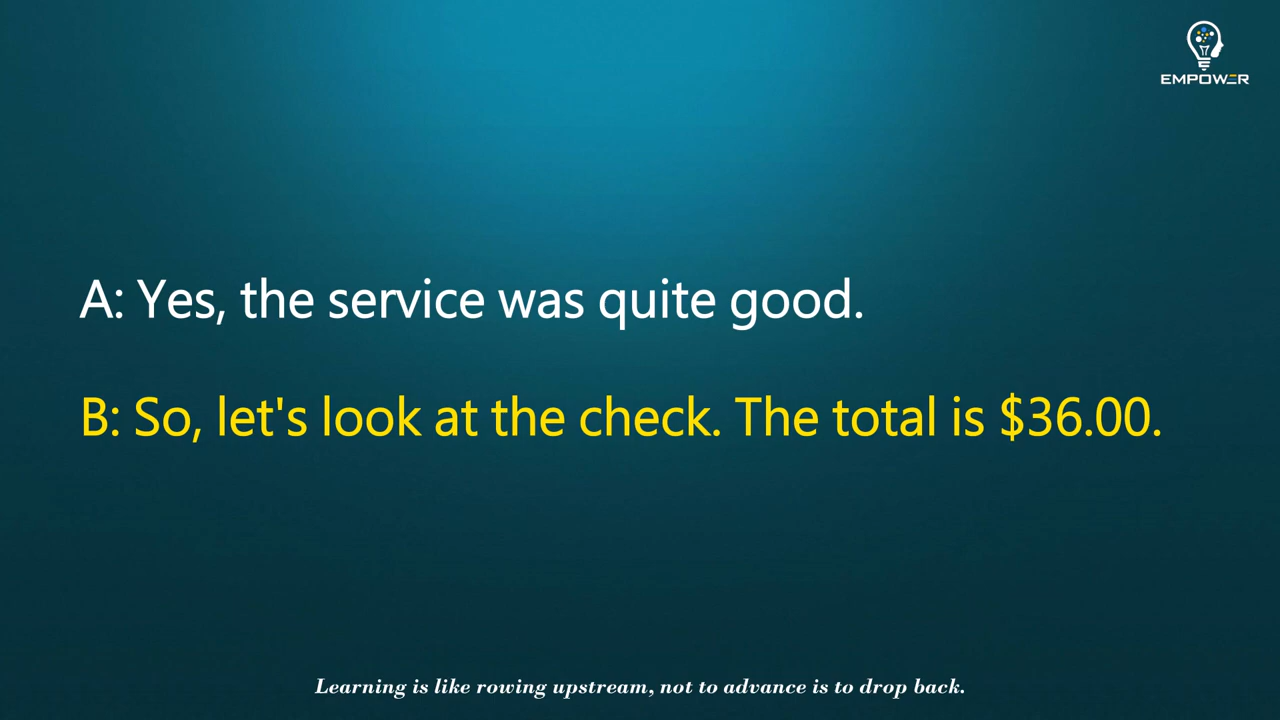 EMPOWER
A: Yes, the service was quite good.
B: So, let's look at the check. The total is $36.00.
Learning is like rowing upstream, not to advance is to drop back.